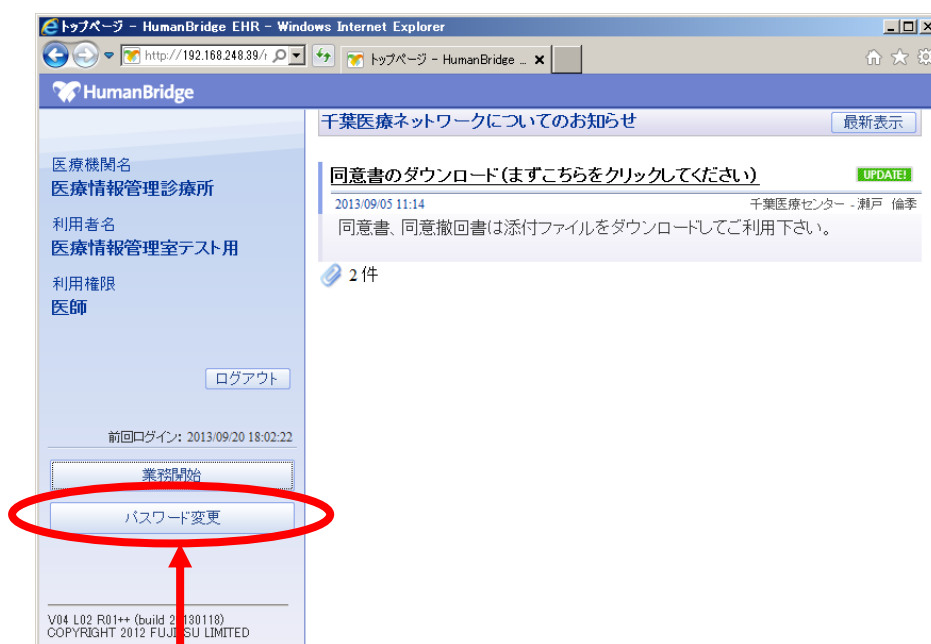 トップページ - HumanBridge EHR - Windows Internet Explorer
http://192.168.248.39/r
トップページ - HumanBridge ...
HumanBridge
千葉医療ネットワークについてのお知らせ
最新表示
医療機関名
医療情報管理診療所
同意書のダウンロード(まずこちらをクリックしてください)
UPDATE!
2013/09/05 11:14
千葉医療センター - 瀬戸 倫季
利用者名
医療情報管理室テスト用
同意書、同意撤回書は添付ファイルをダウンロードしてご利用下さい。
2件
利用権限
医師
ログアウト
前回ログイン: 2013/09/20 18:02:22
業務開始
パスワード変更
V04 L02 R01++ (build 2 130118)
COPYRIGHT 2012 FUJI SU LIMITED